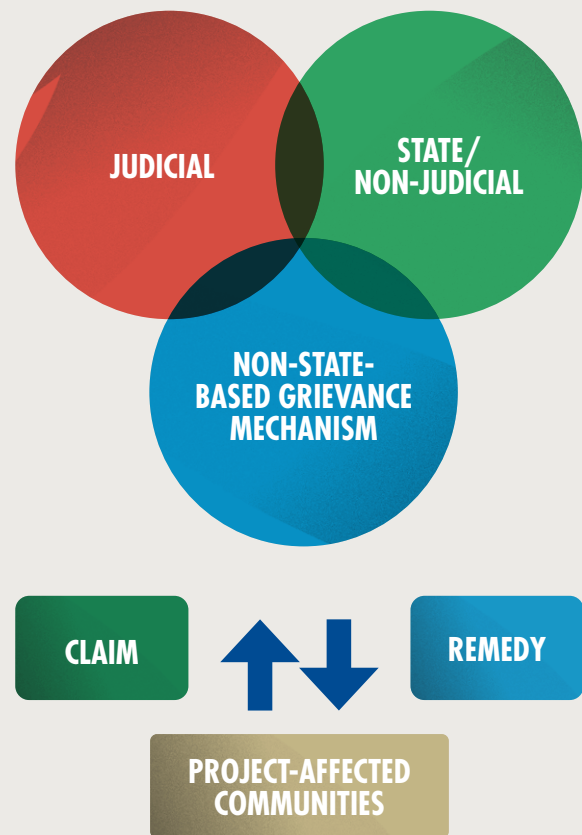 JUDICIAL
STATE/
NON-JUDICIAL
NON-STATE-
BASED GRIEVANCE
MECHANISM
CLAIM
REMEDY
PROJECT-AFFECTED
COMMUNITIES